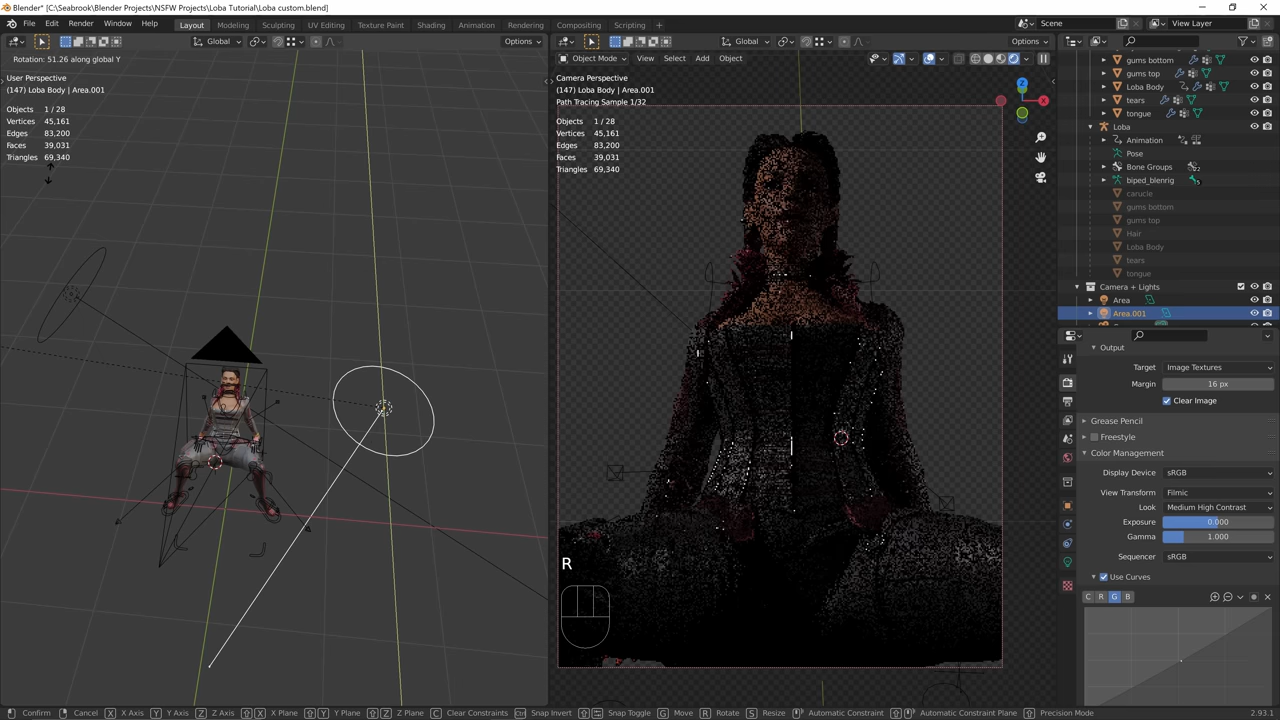 Blender* [C:\Seabrook\Blender Projects\NSFW Projects\Loba Tutorial\Loba custom.blend]
File Edit Render Window Help Layout Modeling Sculpting UV Editing Texture Paint Shading Animation Rendering Compositing Scripting Scene View Layer
Global Options
Global Options
Rotation: 51.26 along global Y
Object Mode View Select Add Object
User Perspective
(147) Loba Body | Area.001
Objects 1 / 28
Vertices 45,161
Edges 83,200
Faces 39,031
Triangles 69,340
Camera Perspective
(147) Loba Body | Area.001
Path Tracing Sample 1/32
Objects 1 / 28
Vertices 45,161
Edges 83,200
Faces 39,031
Triangles 69,340
Z
X
R
gums bottom
gums top
Loba Body
tears
tongue
Loba
Animation
Pose
Bone Groups
22
biped_blenrig
15
carucle
gums bottom
gums top
Hair
Loba Body
tears
tongue
Camera + Lights
Area
Area.001
Output
Target Image Textures
Margin 16 px
Clear Image
Grease Pencil
Freestyle
Color Management
Display Device sRGB
View Transform Filmic
Look Medium High Contrast
Exposure 0.000
Gamma 1.000
Sequencer sRGB
Use Curves
C R G B
Confirm Cancel X X Axis Y Y Axis Z Z Axis X X Plane Y Y Plane Z Z Plane C Clear Constraints Snap Invert Snap Toggle G Move R Rotate S Resize Automatic Constraint Automatic Constraint Plane Precision Mode 2.93.1